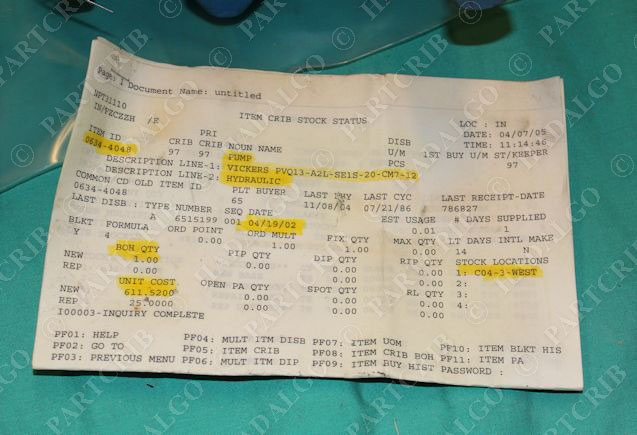 Page: 1 Document Name: untitled
NPT31110 ITEM CRIB STOCK STATUS LOC : IN
IN/PZCZZH /E DATE: 04/07/05
PRI DISB TIME: 11:14:46
ITEM ID CRIB CRIB NOUN NAME U/M 1ST BUY U/M ST/KEEPER
0634-4048 97 97 PUMP PCS 97
DESCRIPTION LINE-1: VICKERS PVQ13-A2L-SE1S-20-CM7-12
DESCRIPTION LINE-2: HYDRAULIC
COMMON CD OLD ITEM ID PLT BUYER LAST PHY LAST CYC LAST RECEIPT-DATE
0634-4048 65 11/08/04 07/21/86 786827
LAST DISB : TYPE NUMBER SEQ DATE EST USAGE # DAYS SUPPLIED
A 6515199 001 04/19/02 0.01 1
BLKT FORMULA ORD POINT ORD MULT FIX QTY MAX QTY LT DAYS INTL MAKE
Y 4 0.00 1.00 1.00 0.00 14 N
BOH QTY PIP QTY DIP QTY RIP QTY STOCK LOCATIONS
NEW 1.00 0.00 0.00 0.00 1: C04-3-WEST
REP 0.00 0.00 0.00 0.00 2:
UNIT COST OPEN PA QTY SPOT QTY RL QTY 3:
NEW 611.5200 0.00 0.00 0.00 4:
REP 25.0000
I00003-INQUIRY COMPLETE
PF01: HELP PF04: MULT ITM DISB PF07: ITEM UOM PF10: ITEM BLKT HIS
PF02: GO TO PF05: ITEM CRIB PF08: ITEM CRIB BOH PF11: ITEM PA
PF03: PREVIOUS MENU PF06: MULT ITM DIP PF09: ITEM BUY HIST PASSWORD :
© PARTCRIB HIDALGO